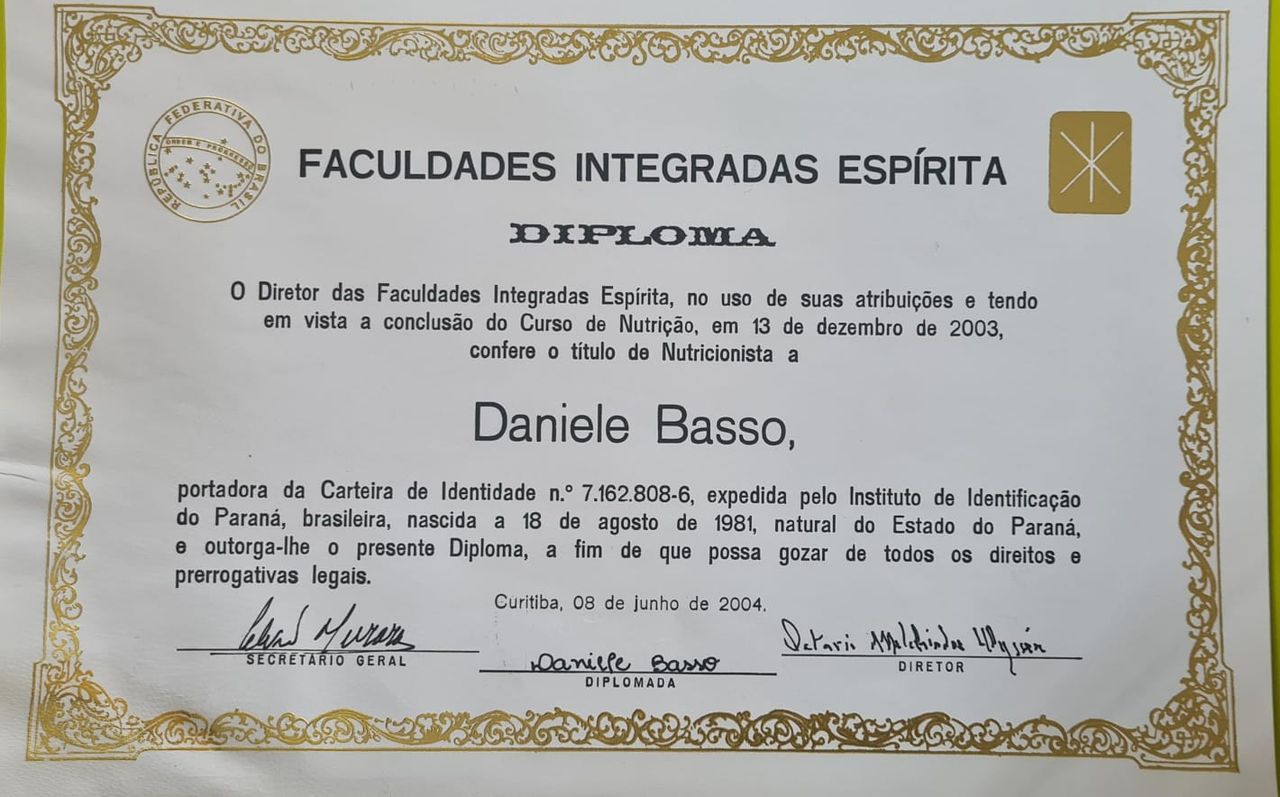 REPÚBLICA FEDERATIVA DO BRASIL
ORDEM E PROGRESSO
FACULDADES INTEGRADAS ESPÍRITA
DIPLOMA
O Diretor das Faculdades Integradas Espírita, no uso de suas atribuições e tendo
em vista a conclusão do Curso de Nutrição, em 13 de dezembro de 2003,
confere o título de Nutricionista a
Daniele Basso,
portadora da Carteira de Identidade n.º 7.162.808-6, expedida pelo Instituto de Identificação
do Paraná, brasileira, nascida a 18 de agosto de 1981, natural do Estado do Paraná,
e outorga-lhe o presente Diploma, a fim de que possa gozar de todos os direitos e
prerrogativas legais.
Curitiba, 08 de junho de 2004.
SECRETÁRIO GERAL
Daniele Basso
DIPLOMADA
DIRETOR